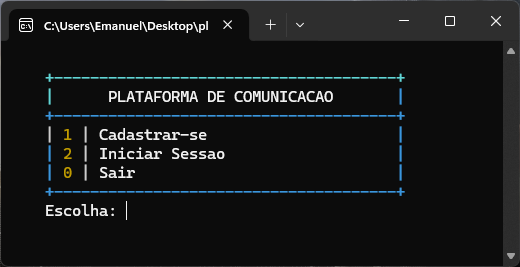 C:\Users\Emanuel\Desktop\pl
+--------------------------------------+
| PLATAFORMA DE COMUNICACAO |
+--------------------------------------+
| 1 | Cadastrar-se |
| 2 | Iniciar Sessao |
| 0 | Sair |
+--------------------------------------+
Escolha: